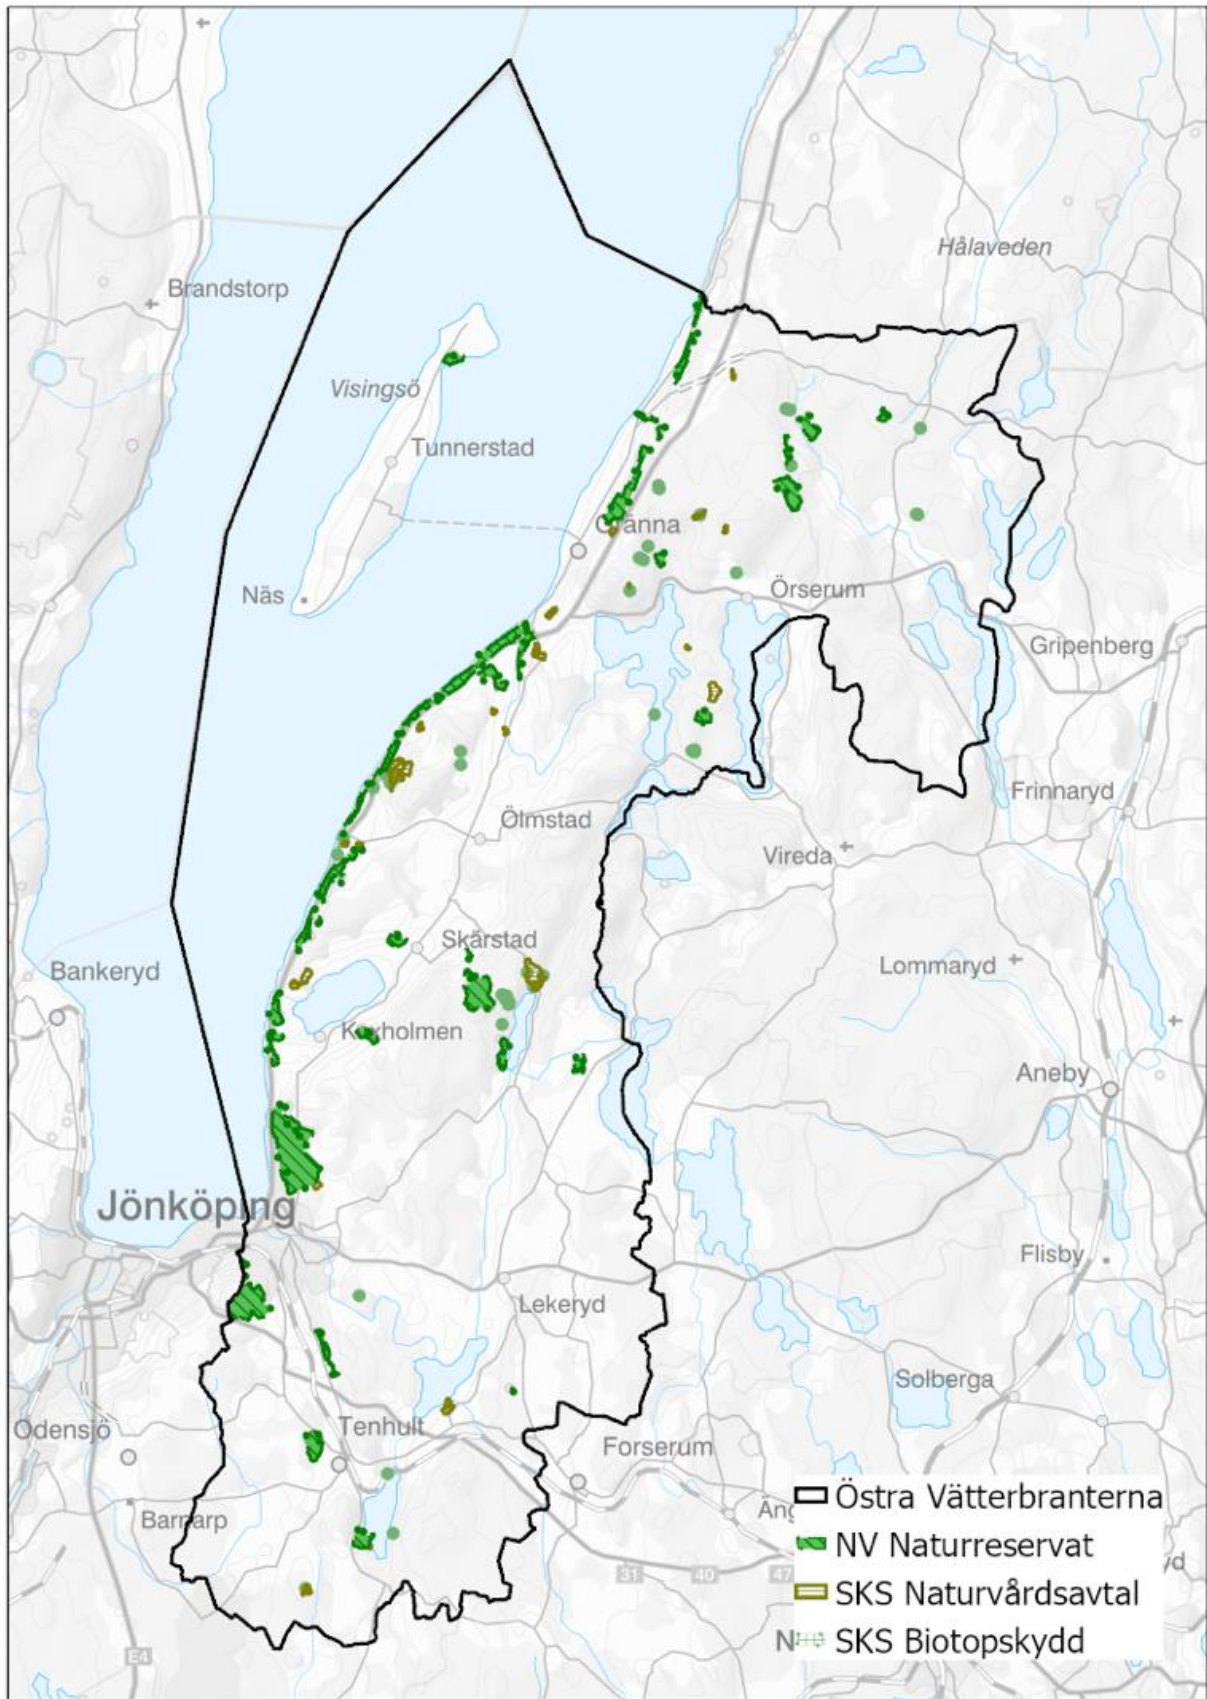 Hålaveden
Brandstorp
Visingsö
Tunnerstad
Gränna
Näs
Örserum
Gripenberg
Frinnaryd
Ölmstad
Vireda
Skärstad
Bankeryd
Lommaryd
Kaxholmen
Aneby
Jönköping
Flisby
Lekeryd
Solberga
Odensjö
Tenhult
Forserum
Östra Vätterbranterna
Barnarp
NV Naturreservat
31
40
47
SKS Naturvårdsavtal
SKS Biotopskydd
E4